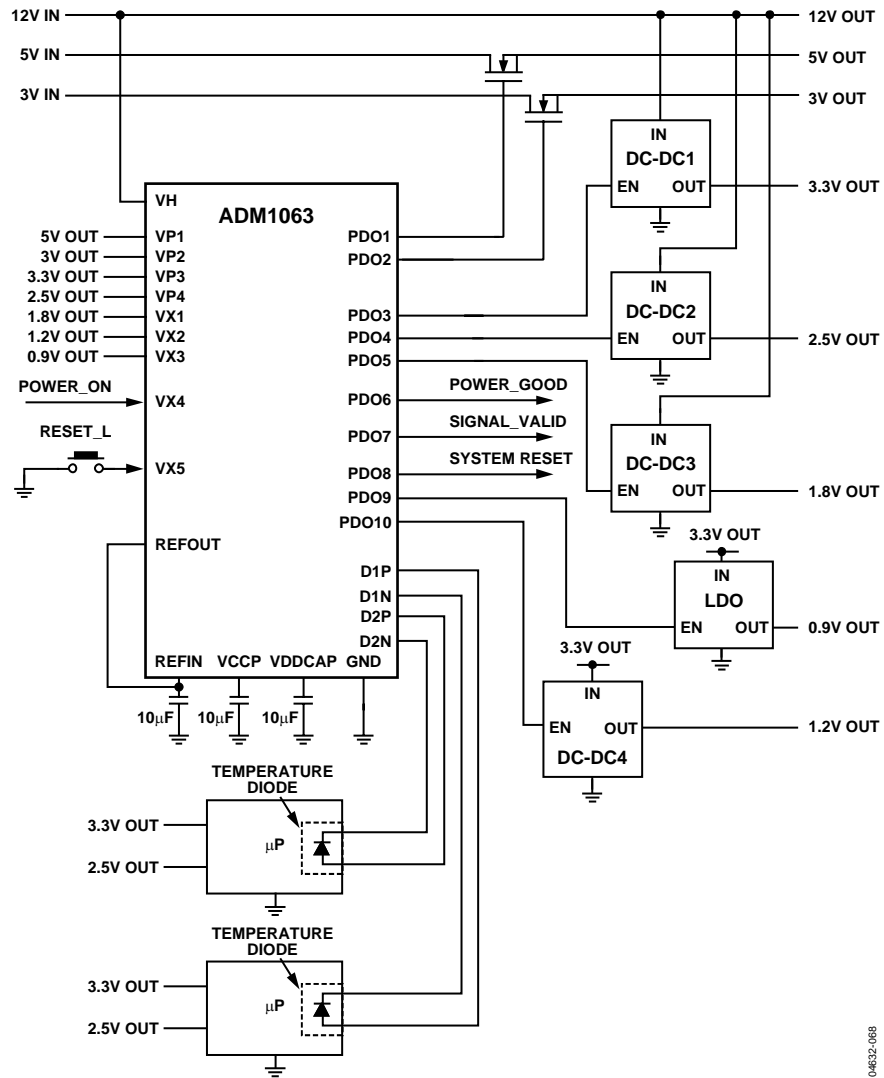 12V IN
12V OUT
5V IN
5V OUT
3V IN
3V OUT
IN
DC-DC1
EN OUT
3.3V OUT
VH
ADM1063
5V OUT
VP1
PDO1
3V OUT
VP2
PDO2
3.3V OUT
VP3
2.5V OUT
VP4
1.8V OUT
VX1
PDO3
1.2V OUT
VX2
PDO4
0.9V OUT
VX3
PDO5
IN
DC-DC2
EN OUT
2.5V OUT
POWER_ON
VX4
PDO6
POWER_GOOD
PDO7
SIGNAL_VALID
RESET_L
VX5
PDO8
SYSTEM RESET
PDO9
PDO10
IN
DC-DC3
EN OUT
1.8V OUT
REFOUT
D1P
D1N
D2P
D2N
3.3V OUT
IN
LDO
EN OUT
0.9V OUT
REFIN VCCP VDDCAP GND
10μF 10μF 10μF
3.3V OUT
IN
EN OUT
DC-DC4
1.2V OUT
TEMPERATURE
DIODE
3.3V OUT
μP
2.5V OUT
TEMPERATURE
DIODE
3.3V OUT
μP
2.5V OUT
04632-068